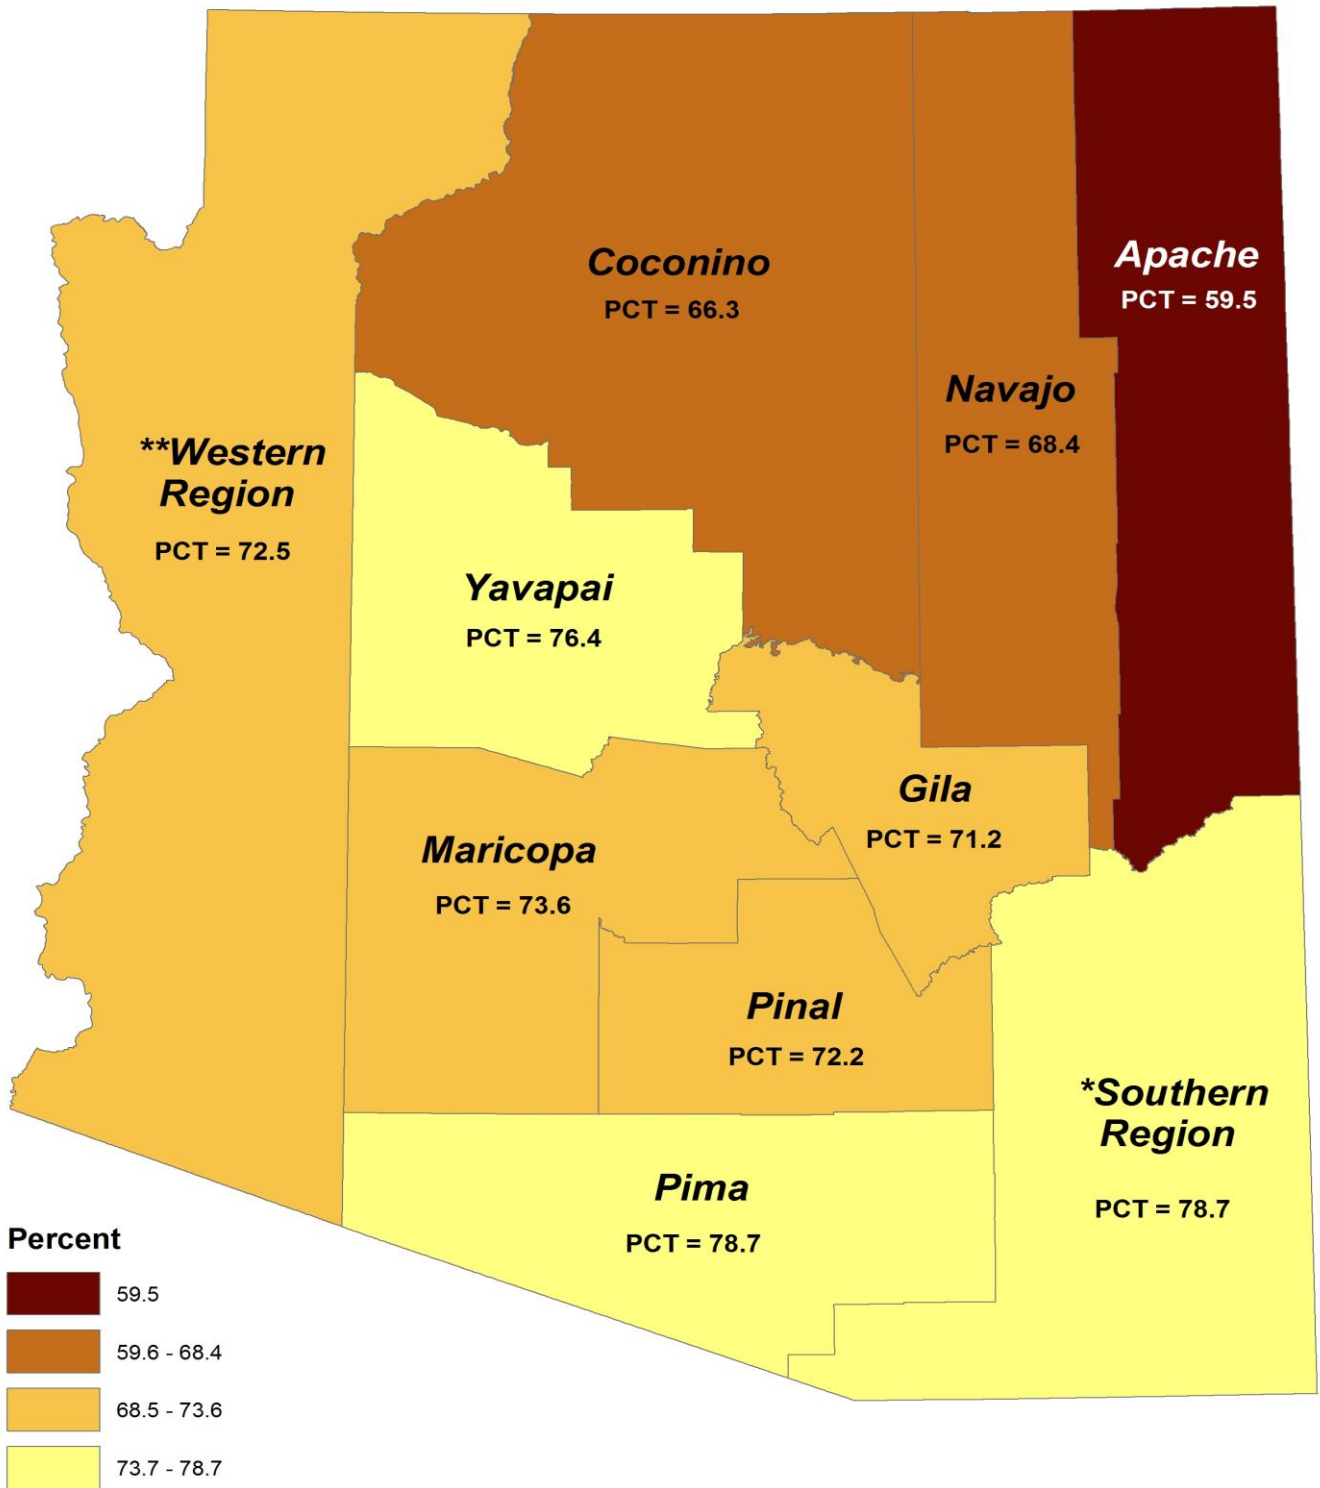 Coconino
PCT = 66.3
Apache
PCT = 59.5
Navajo
PCT = 68.4
**Western
Region
PCT = 72.5
Yavapai
PCT = 76.4
Gila
PCT = 71.2
Maricopa
PCT = 73.6
Pinal
PCT = 72.2
*Southern
Region
PCT = 78.7
Pima
PCT = 78.7
Percent
59.5
59.6 - 68.4
68.5 - 73.6
73.7 - 78.7